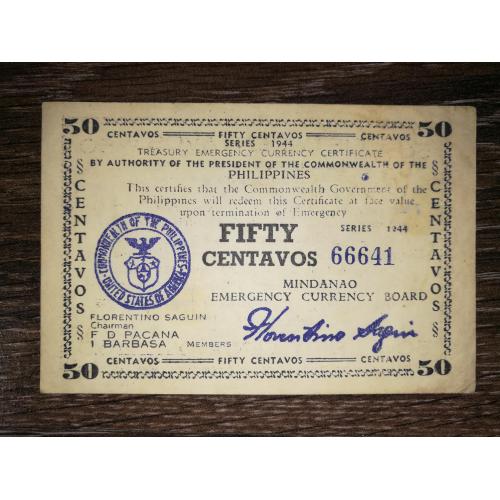 50 CENTAVOS FIFTY CENTAVOS CENTAVOS 50
SERIES 1944
TREASURY EMERGENCY CURRENCY CERTIFICATE
BY AUTHORITY OF THE PRESIDENT OF THE COMMONWEALTH OF THE
PHILIPPINES
This certifies that the Commonwealth Government of the
Philippines will redeem this Certificate at face value
upon termination of Emergency
CENTAVOS
CENTAVOS
FIFTY SERIES 1944
CENTAVOS 66641
COMMONWEALTH OF THE PHILIPPINES
UNITED STATES OF AMERICA
MINDANAO
EMERGENCY CURRENCY BOARD
FLORENTINO SAGUIN
Chairman
F D PACANA
I BARBASA MEMBERS
Florentino Saguin
50 CENTAVOS FIFTY CENTAVOS CENTAVOS 50